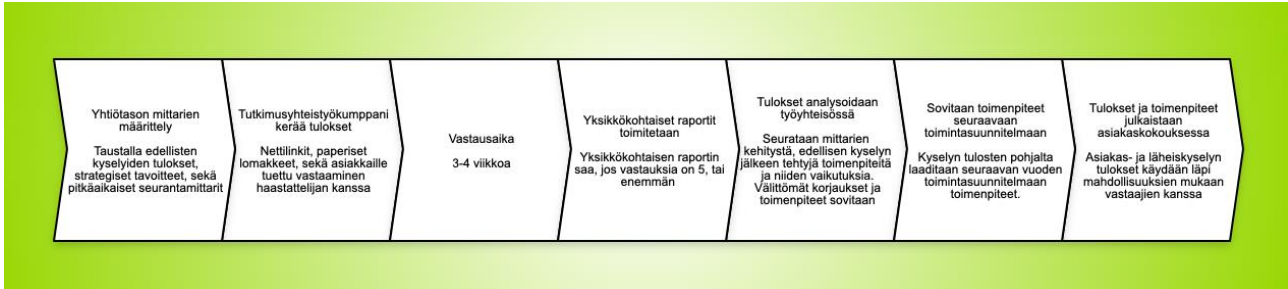 Yhtiötason mittarien
määrittely
Taustalla edellisten
kyselyiden tulokset,
strategiset tavoitteet, sekä
pitkäaikaiset seurantamittarit
Tutkimusyhteistyökumppani
kerää tulokset
Nettilinkit, paperiset
lomakkeet, sekä asiakkaille
tuettu vastaaminen
haastattelijan kanssa
Vastausaika
3-4 viikkoa
Yksikkökohtaiset raportit
toimitetaan
Yksikkökohtaisen raportin
saa, jos vastauksia on 5, tai
enemmän
Tulokset analysoidaan
työyhteisössä
Seurataan mittarien
kehitystä, edellisen kyselyn
jälkeen tehtyjä toimenpiteitä
ja niiden vaikutuksia.
Välittömät korjaukset ja
toimenpiteet sovitaan
Sovitaan toimenpiteet
seuraavaan
toimintasuunnitelmaan
Kyselyn tulosten pohjalta
laaditaan seuraavan vuoden
toimintasuunnitelmaan
toimenpiteet.
Tulokset ja toimenpiteet
julkaistaan
asiakaskokouksessa
Asiakas- ja läheiskyselyn
tulokset käydään läpi
mahdollisuuksien mukaan
vastaajien kanssa